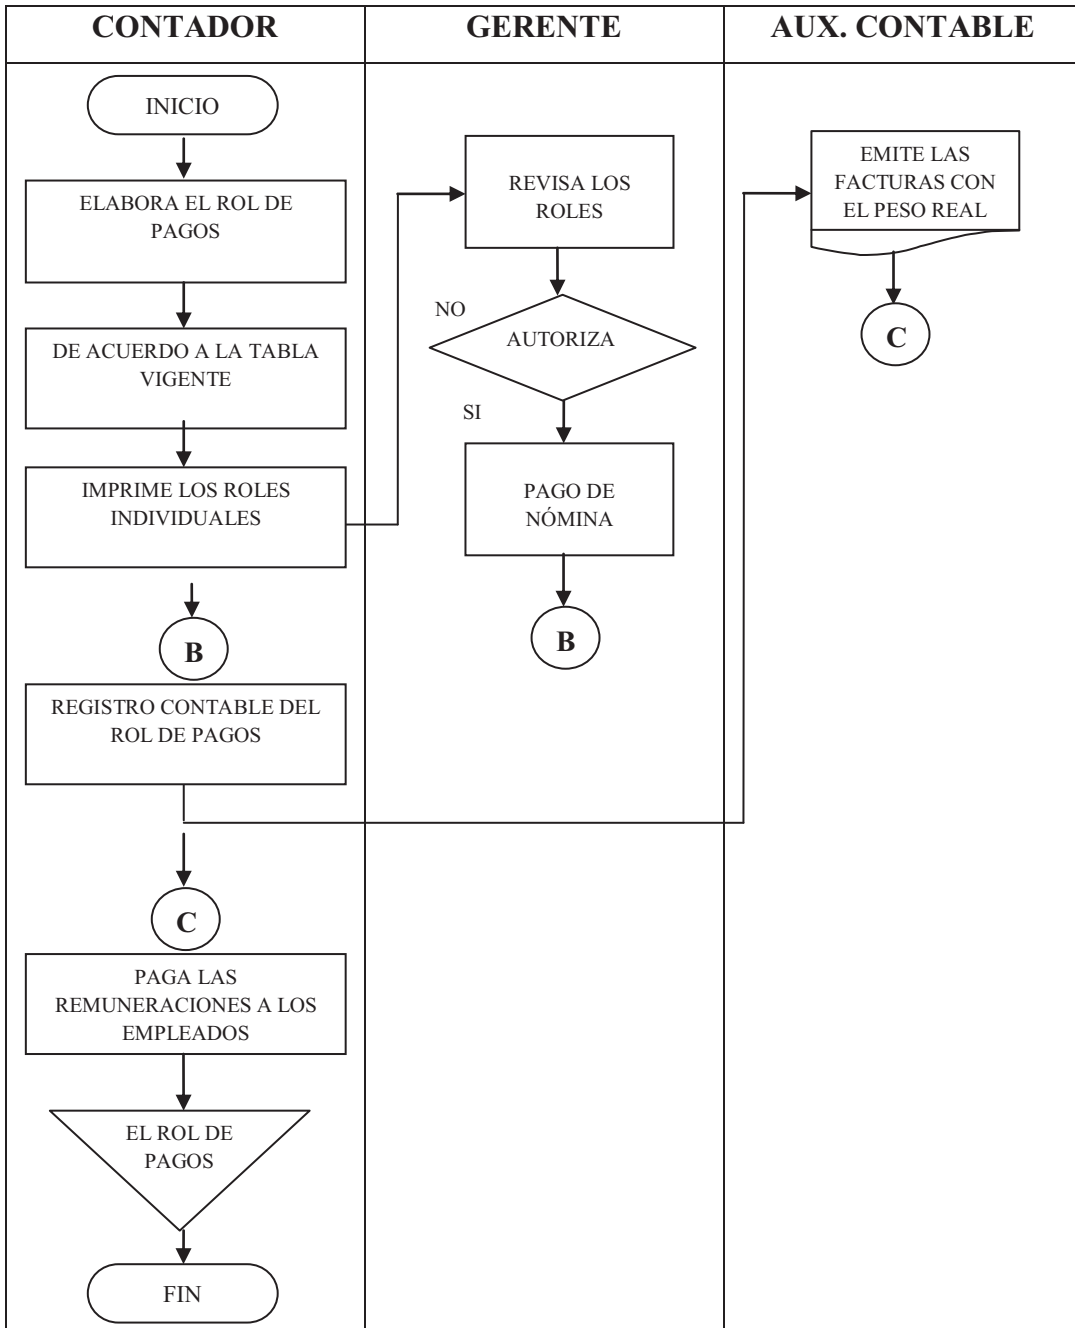 CONTADOR
GERENTE
AUX. CONTABLE
INICIO
ELABORA EL ROL DE
PAGOS
DE ACUERDO A LA TABLA
VIGENTE
IMPRIME LOS ROLES
INDIVIDUALES
B
REGISTRO CONTABLE DEL
ROL DE PAGOS
C
PAGA LAS
REMUNERACIONES A LOS
EMPLEADOS
EL ROL DE
PAGOS
FIN
REVISA LOS
ROLES
NO
AUTORIZA
SI
PAGO DE
NÓMINA
B
EMITE LAS
FACTURAS CON
EL PESO REAL
C